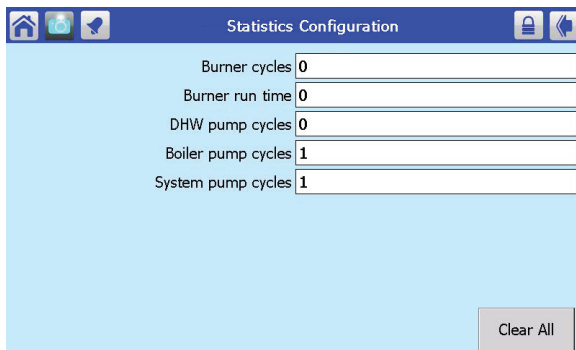 Statistics Configuration
Burner cycles 0
Burner run time 0
DHW pump cycles 0
Boiler pump cycles 1
System pump cycles 1
Clear All